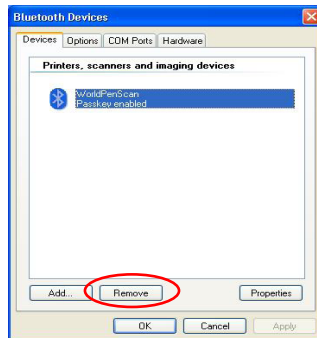 Bluetooth Devices
Devices Options COM Ports Hardware
Printers, scanners and imaging devices
WorldPenScan
Passkey enabled
Add... Remove Properties
OK Cancel Apply